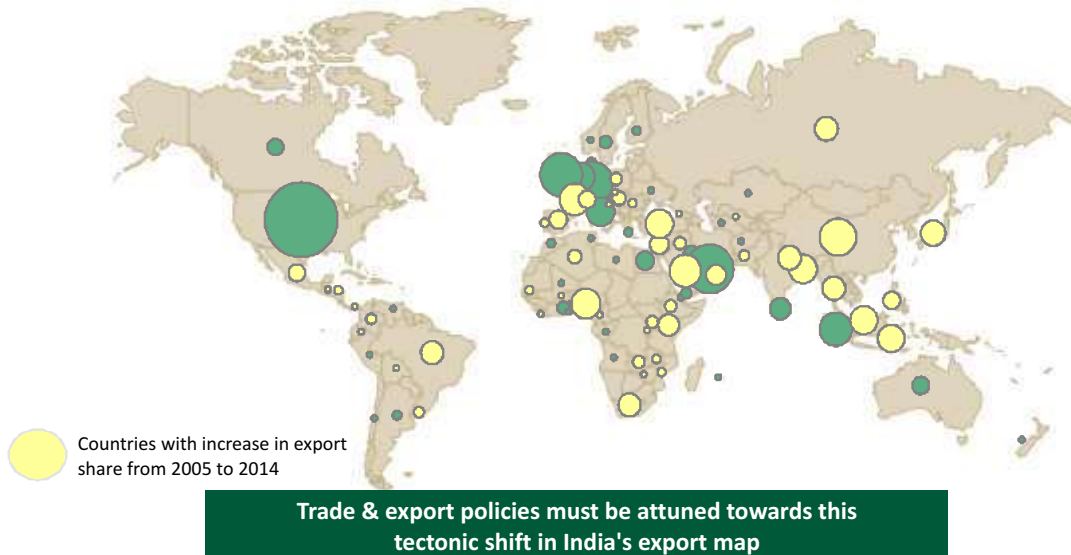 Countries with increase in export
share from 2005 to 2014
Trade & export policies must be attuned towards this
tectonic shift in India's export map